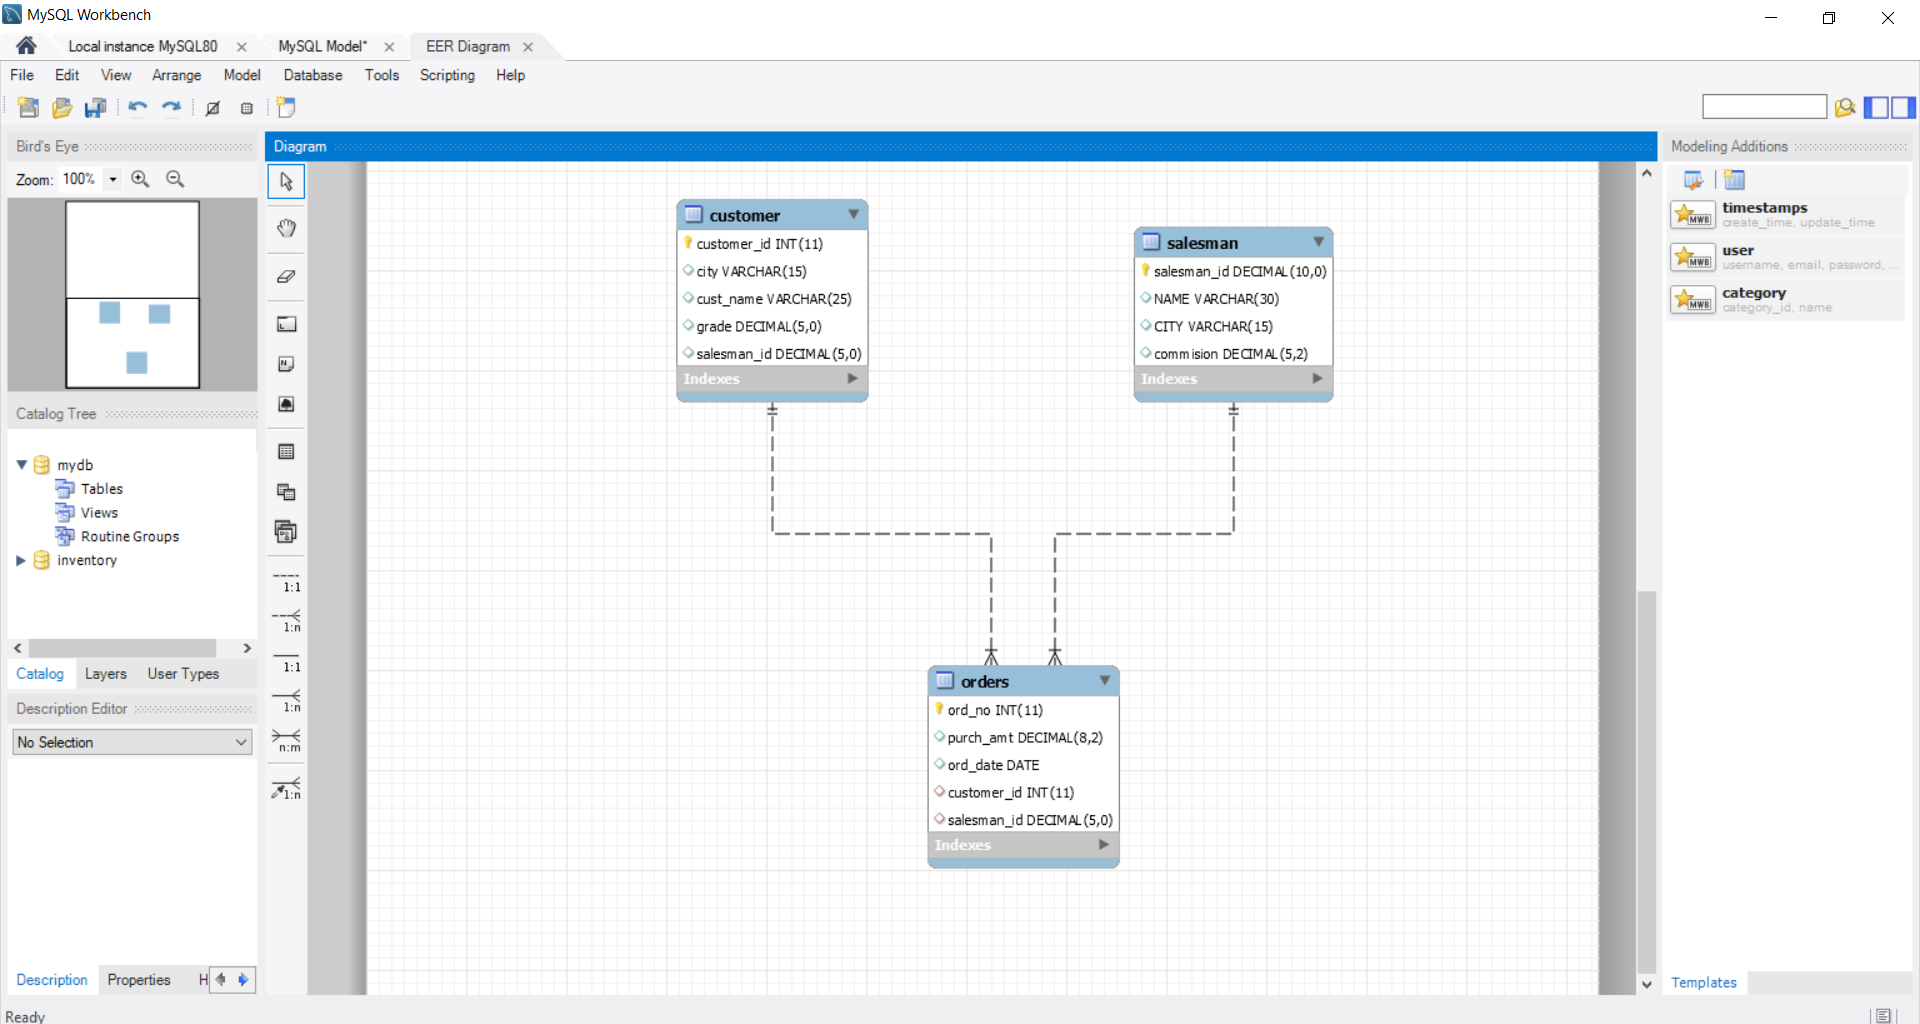 MySQL Workbench
Local instance MySQL80
MySQL Model*
EER Diagram
File Edit View Arrange Model Database Tools Scripting Help
Bird's Eye
Zoom: 100%
Catalog Tree
mydb
Tables
Views
Routine Groups
inventory
Catalog Layers User Types
Description Editor
No Selection
Description Properties H
Ready
Diagram
1:1
1:n
1:1
1:n
n:m
1:n
customer
customer_id INT(11)
city VARCHAR(15)
cust_name VARCHAR(25)
grade DECIMAL(5,0)
salesman_id DECIMAL(5,0)
Indexes
salesman
salesman_id DECIMAL(10,0)
NAME VARCHAR(30)
CITY VARCHAR(15)
commision DECIMAL(5,2)
Indexes
orders
ord_no INT(11)
purch_amt DECIMAL(8,2)
ord_date DATE
customer_id INT(11)
salesman_id DECIMAL(5,0)
Indexes
Modeling Additions
MWB
timestamps
create_time, update_time
MWB
user
username, email, password, ...
MWB
category
category_id, name
Templates